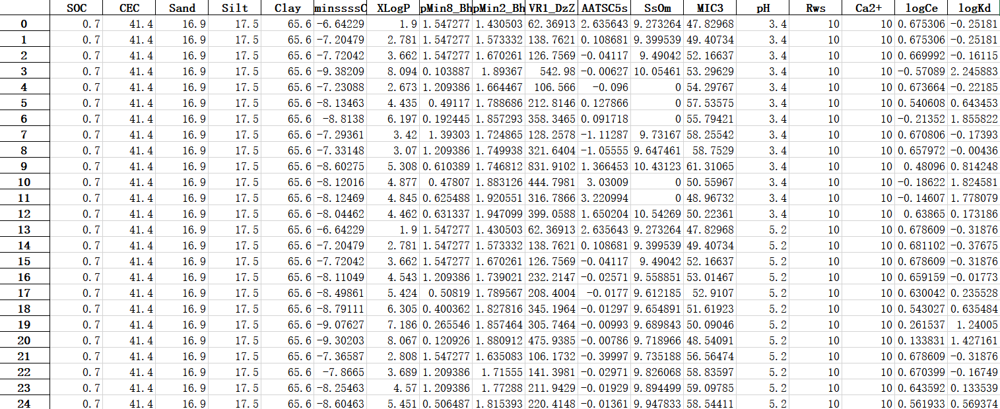 SOC CEC Sand Silt Clay minssssC XLogP pMin8_Bh pMin2_Bh VR1_DzZ AATSC5s SsOm MIC3 pH Rws Ca2+ logCe logKd
0 0.7 41.4 16.9 17.5 65.6 -6.64229 1.9 1.547277 1.430503 62.36913 2.635643 9.273264 47.82968 3.4 10 10 0.675306 -0.25181
1 0.7 41.4 16.9 17.5 65.6 -7.20479 2.781 1.547277 1.573332 138.7621 0.108681 9.399539 49.40734 3.4 10 10 0.675306 -0.25181
2 0.7 41.4 16.9 17.5 65.6 -7.72042 3.662 1.547277 1.670261 126.7569 -0.04117 9.49042 52.16637 3.4 10 10 0.669992 -0.16115
3 0.7 41.4 16.9 17.5 65.6 -9.38209 8.094 0.103887 1.89367 542.98 -0.00627 10.05461 53.29629 3.4 10 10 -0.57089 2.245883
4 0.7 41.4 16.9 17.5 65.6 -7.23088 2.673 1.209386 1.664467 106.566 -0.096 0 54.29767 3.4 10 10 0.673664 -0.22185
5 0.7 41.4 16.9 17.5 65.6 -8.13463 4.435 0.49117 1.788686 212.8146 0.127866 0 57.53575 3.4 10 10 0.540608 0.643453
6 0.7 41.4 16.9 17.5 65.6 -8.8138 6.197 0.192445 1.857293 358.3465 0.091718 0 55.79421 3.4 10 10 -0.21352 1.855822
7 0.7 41.4 16.9 17.5 65.6 -7.29361 3.42 1.39303 1.724865 128.2578 -1.11287 9.73167 58.25542 3.4 10 10 0.670806 -0.17393
8 0.7 41.4 16.9 17.5 65.6 -7.33148 3.07 1.209386 1.749938 321.6404 -1.05555 9.647461 58.7529 3.4 10 10 0.657972 -0.00436
9 0.7 41.4 16.9 17.5 65.6 -8.60275 5.308 0.610389 1.746812 831.9102 1.366453 10.43123 61.31065 3.4 10 10 0.48096 0.814248
10 0.7 41.4 16.9 17.5 65.6 -8.12016 4.877 0.47807 1.883126 444.7981 3.03009 0 50.55967 3.4 10 10 -0.18622 1.824581
11 0.7 41.4 16.9 17.5 65.6 -8.12469 4.845 0.625488 1.920551 316.7866 3.220994 0 48.96732 3.4 10 10 -0.14607 1.778079
12 0.7 41.4 16.9 17.5 65.6 -8.04462 4.462 0.631337 1.947099 399.0588 1.650204 10.54269 50.22361 3.4 10 10 0.63865 0.173186
13 0.7 41.4 16.9 17.5 65.6 -6.64229 1.9 1.547277 1.430503 62.36913 2.635643 9.273264 47.82968 5.2 10 10 0.678609 -0.31876
14 0.7 41.4 16.9 17.5 65.6 -7.20479 2.781 1.547277 1.573332 138.7621 0.108681 9.399539 49.40734 5.2 10 10 0.681102 -0.37675
15 0.7 41.4 16.9 17.5 65.6 -7.72042 3.662 1.547277 1.670261 126.7569 -0.04117 9.49042 52.16637 5.2 10 10 0.678609 -0.31876
16 0.7 41.4 16.9 17.5 65.6 -8.11049 4.543 1.209386 1.739021 232.2147 -0.02571 9.558851 53.01467 5.2 10 10 0.659159 -0.01773
17 0.7 41.4 16.9 17.5 65.6 -8.49861 5.424 0.50819 1.789567 208.4004 -0.0177 9.612185 52.9107 5.2 10 10 0.630042 0.235528
18 0.7 41.4 16.9 17.5 65.6 -8.79111 6.305 0.400362 1.827816 345.1964 -0.01297 9.654891 51.61923 5.2 10 10 0.543027 0.635484
19 0.7 41.4 16.9 17.5 65.6 -9.07627 7.186 0.265546 1.857464 305.7464 -0.00993 9.689843 50.09046 5.2 10 10 0.261537 1.24005
20 0.7 41.4 16.9 17.5 65.6 -9.30203 8.067 0.120926 1.880912 475.9385 -0.00786 9.718966 48.54091 5.2 10 10 0.133831 1.427161
21 0.7 41.4 16.9 17.5 65.6 -7.36587 2.808 1.547277 1.635083 106.1732 -0.39997 9.735188 56.56474 5.2 10 10 0.678609 -0.31876
22 0.7 41.4 16.9 17.5 65.6 -7.8665 3.689 1.209386 1.71555 141.3981 -0.02971 9.826068 58.83597 5.2 10 10 0.670399 -0.16749
23 0.7 41.4 16.9 17.5 65.6 -8.25463 4.57 1.209386 1.77288 211.9429 -0.01929 9.894499 59.09785 5.2 10 10 0.643592 0.133539
24 0.7 41.4 16.9 17.5 65.6 -8.60463 5.451 0.506487 1.815393 220.4148 -0.01361 9.947833 58.54411 5.2 10 10 0.561933 0.569374